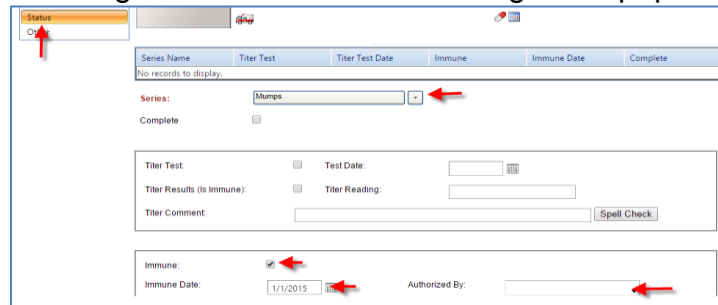 Status
Series Name Titer Test Titer Test Date Immune Immune Date Complete
No records to display.
Series: Mumps
Complete
Titer Test: Test Date:
Titer Results (Is Immune): Titer Reading:
Titer Comment: Spell Check
Immune:
Immune Date: 1/1/2015 Authorized By: